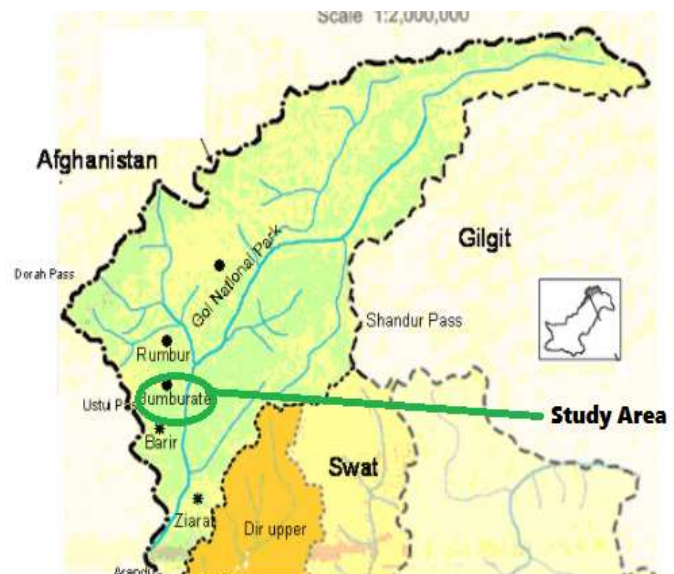 Scale 1:2,000,000
Afghanistan
Gol National Park
Gilgit
Dorah Pass
Shandur Pass
Rumbur
Ustui
Bumburate
Study Area
Barir
Swat
Ziarat
Dir upper